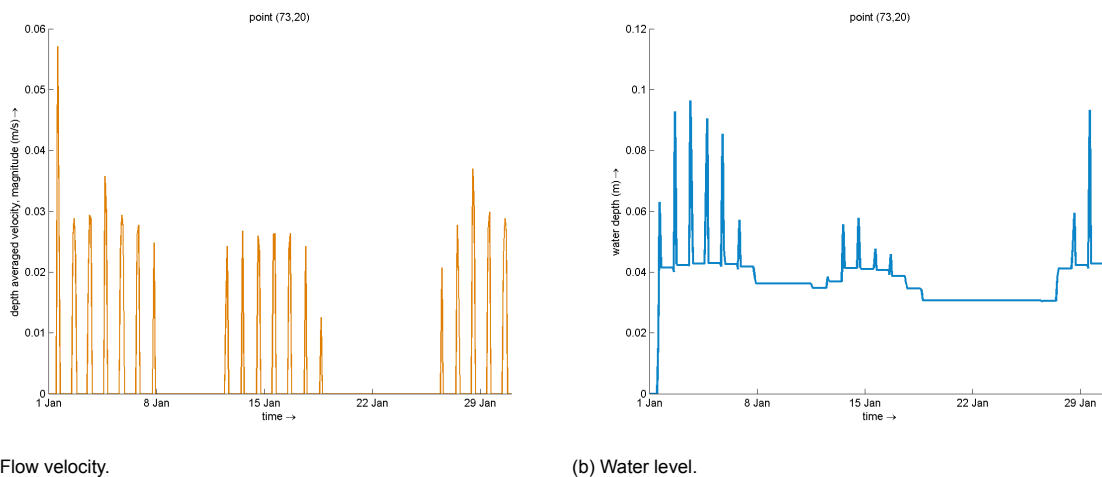 point (73,20)
depth averaged velocity, magnitude (m/s) →
0.06
0.05
0.04
0.03
0.02
0.01
0
1 Jan 8 Jan 15 Jan 22 Jan 29 Jan
time →
Flow velocity.
point (73,20)
water depth (m) →
0.12
0.1
0.08
0.06
0.04
0.02
0
1 Jan 8 Jan 15 Jan 22 Jan 29 Jan
time →
(b) Water level.